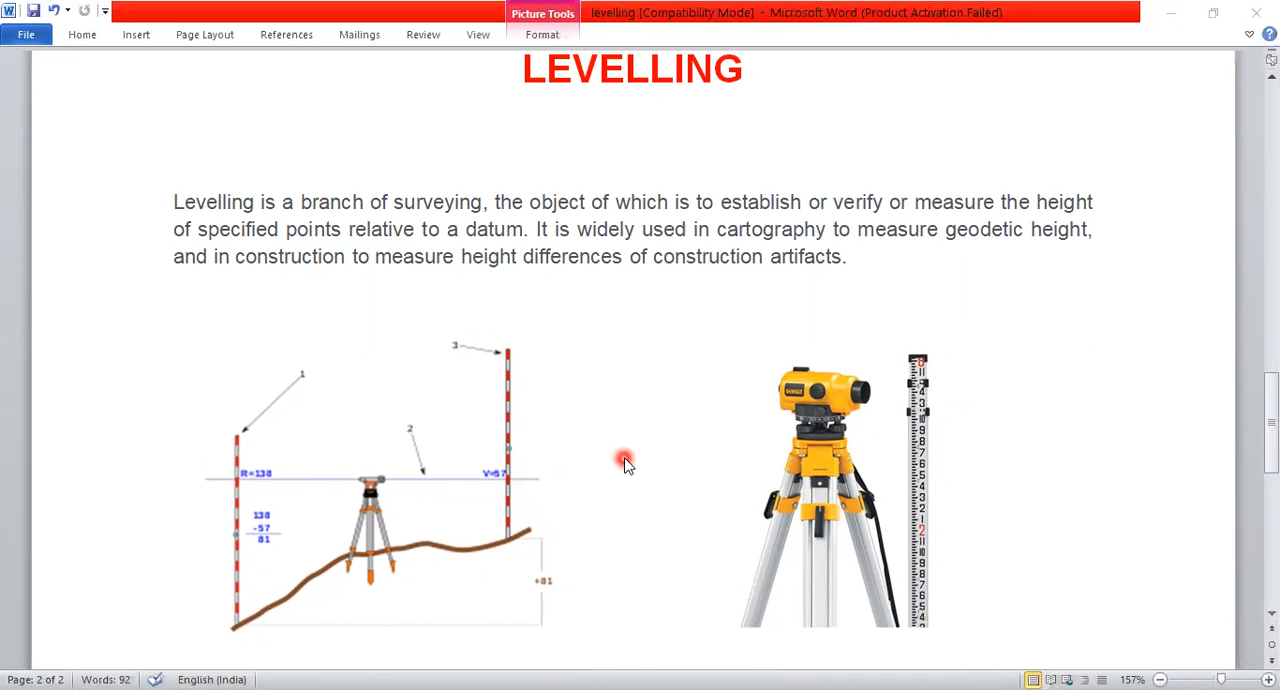 Picture Tools
levelling [Compatibility Mode] - Microsoft Word (Product Activation Failed)
File Home Insert Page Layout References Mailings Review View Format
LEVELLING
Levelling is a branch of surveying, the object of which is to establish or verify or measure the height
of specified points relative to a datum. It is widely used in cartography to measure geodetic height,
and in construction to measure height differences of construction artifacts.
3
1
2
R=138
V=57
138
-57
81
+81
DEWALT
Page: 2 of 2 Words: 92 English (India) 157%